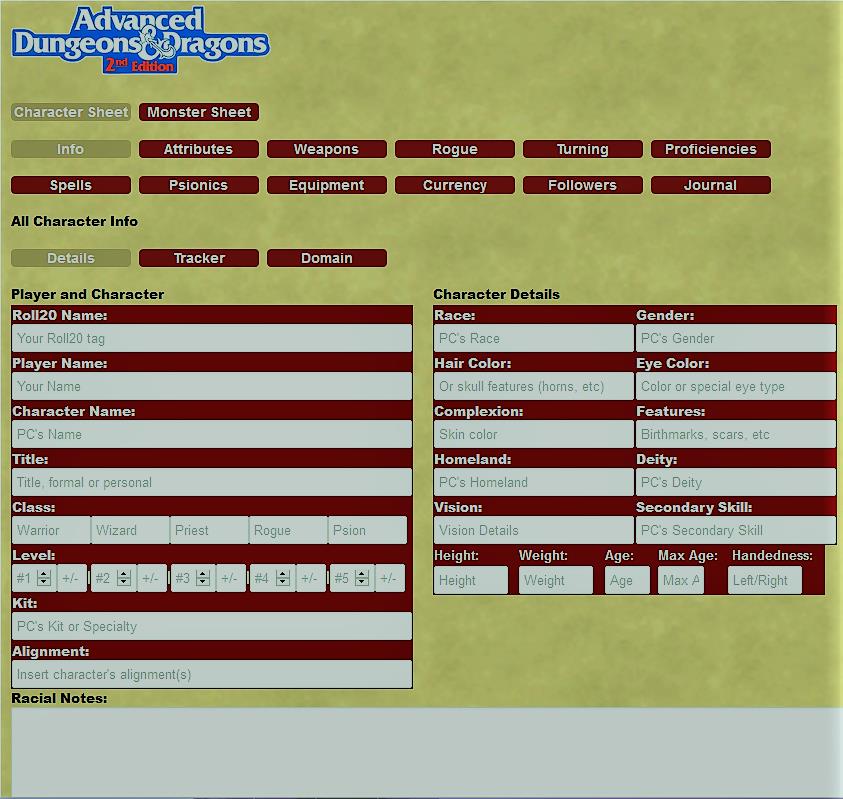 Advanced
Dungeons & Dragons
2nd Edition
Character Sheet Monster Sheet
Info Attributes Weapons Rogue Turning Proficiencies
Spells Psionics Equipment Currency Followers Journal
All Character Info
Details Tracker Domain
Player and Character
Roll20 Name:
Your Roll20 tag
Player Name:
Your Name
Character Name:
PC's Name
Title:
Title, formal or personal
Class:
Warrior Wizard Priest Rogue Psion
Level:
#1 +/- #2 +/- #3 +/- #4 +/- #5 +/-
Kit:
PC's Kit or Specialty
Alignment:
Insert character's alignment(s)
Character Details
Race: Gender:
PC's Race PC's Gender
Hair Color: Eye Color:
Or skull features (horns, etc) Color or special eye type
Complexion: Features:
Skin color Birthmarks, scars, etc
Homeland: Deity:
PC's Homeland PC's Deity
Vision: Secondary Skill:
Vision Details PC's Secondary Skill
Height: Weight: Age: Max Age: Handedness:
Height Weight Age Max A Left/Right
Racial Notes: